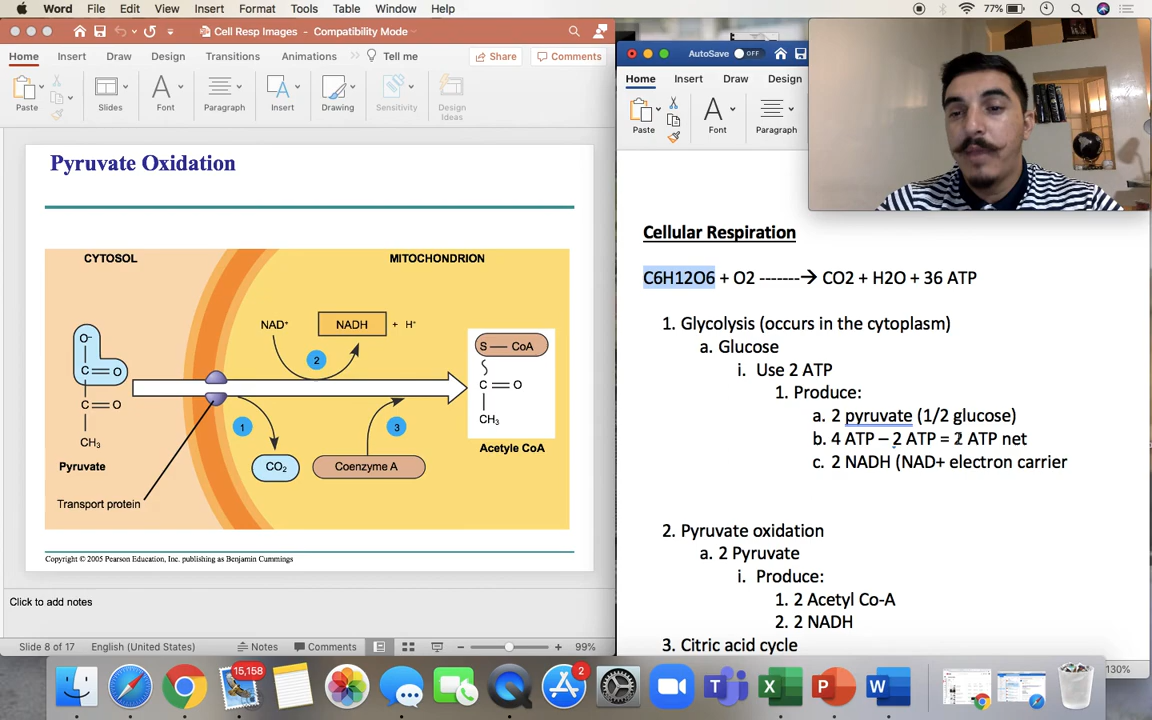 Word File Edit View Insert Format Tools Table Window Help 77%
Cell Resp Images - Compatibility Mode
Home Insert Draw Design Transitions Animations Tell me Share Comments
Paste Slides Font Paragraph Insert Drawing Sensitivity Design Ideas
AutoSave OFF
Home Insert Draw Design
Paste Font Paragraph
Pyruvate Oxidation
CYTOSOL
MITOCHONDRION
NAD+ NADH + H+
O–
C = O
C = O
CH3
Pyruvate
Transport protein
1
2
3
CO2
Coenzyme A
S — CoA
C = O
CH3
Acetyle CoA
Copyright © 2005 Pearson Education, Inc. publishing as Benjamin Cummings
Click to add notes
Slide 8 of 17 English (United States) Notes Comments 99%
Cellular Respiration
C6H12O6 + O2 -------→ CO2 + H2O + 36 ATP
1. Glycolysis (occurs in the cytoplasm)
a. Glucose
i. Use 2 ATP
1. Produce:
a. 2 pyruvate (1/2 glucose)
b. 4 ATP – 2 ATP = 2 ATP net
c. 2 NADH (NAD+ electron carrier
2. Pyruvate oxidation
a. 2 Pyruvate
i. Produce:
1. 2 Acetyl Co-A
2. 2 NADH
3. Citric acid cycle
130%
15,158
2